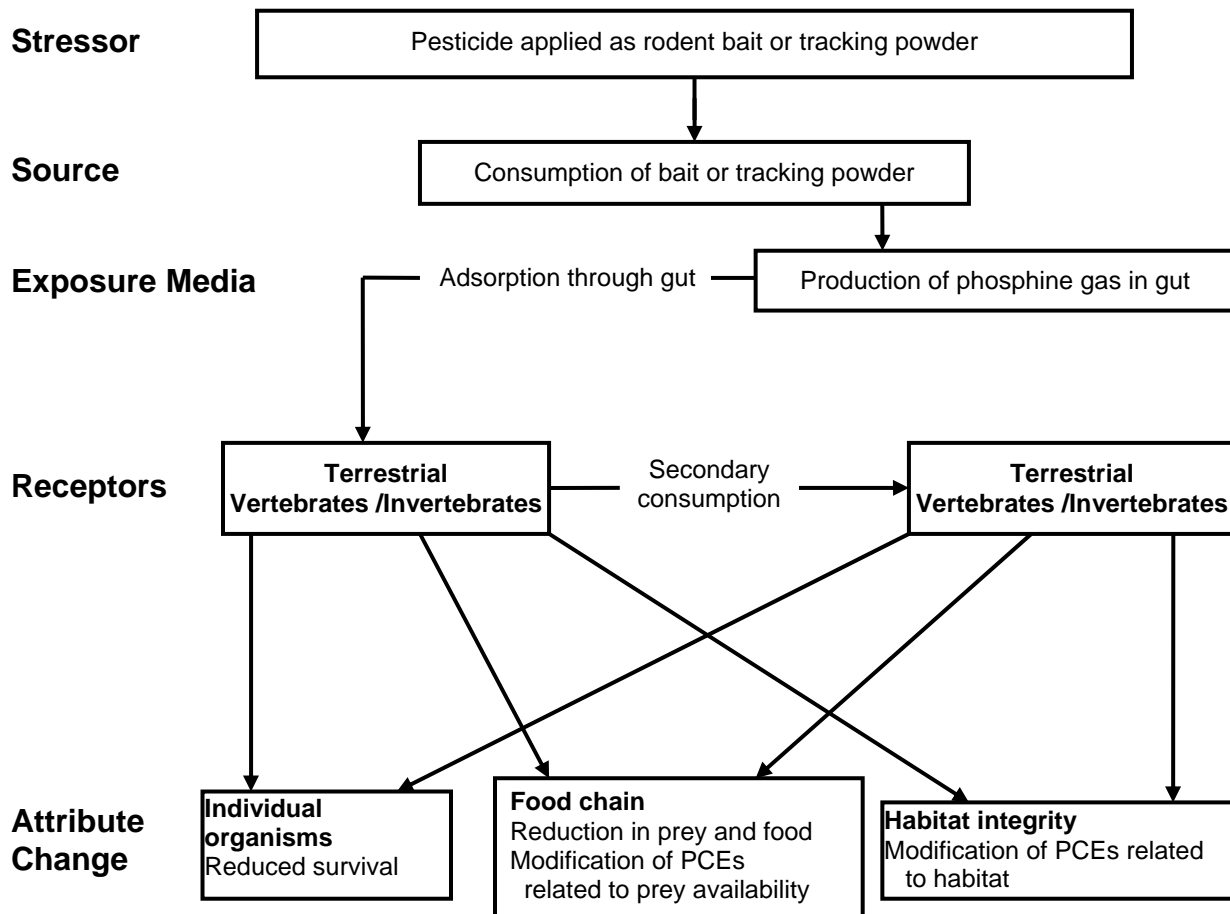 Stressor
Pesticide applied as rodent bait or tracking powder
Source
Consumption of bait or tracking powder
Exposure Media
Adsorption through gut
Production of phosphine gas in gut
Receptors
Terrestrial
Vertebrates /Invertebrates
Secondary
consumption
Terrestrial
Vertebrates /Invertebrates
Attribute
Change
Individual
organisms
Reduced survival
Food chain
Reduction in prey and food
Modification of PCEs
related to prey availability
Habitat integrity
Modification of PCEs related
to habitat